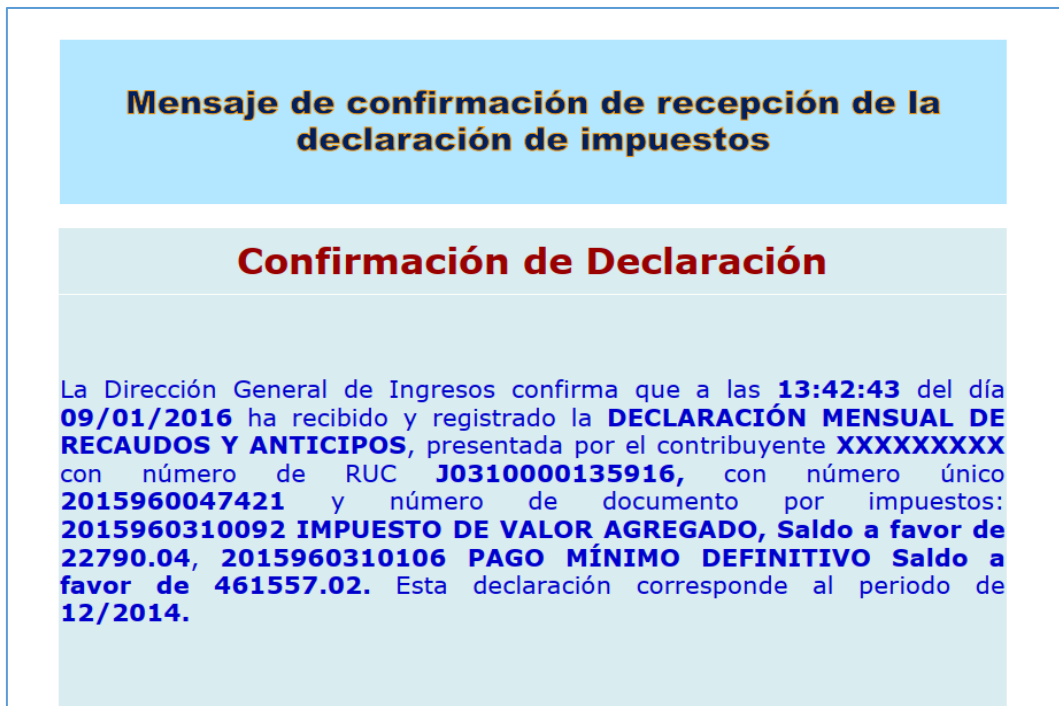 Mensaje de confirmación de recepción de la
declaración de impuestos
Confirmación de Declaración
La Dirección General de Ingresos confirma que a las 13:42:43 del día
09/01/2016 ha recibido y registrado la DECLARACIÓN MENSUAL DE
RECAUDOS Y ANTICIPOS, presentada por el contribuyente XXXXXXXXX
con número de RUC J0310000135916, con número único
2015960047421 y número de documento por impuestos:
2015960310092 IMPUESTO DE VALOR AGREGADO, Saldo a favor de
22790.04, 2015960310106 PAGO MÍNIMO DEFINITIVO Saldo a
favor de 461557.02. Esta declaración corresponde al periodo de
12/2014.